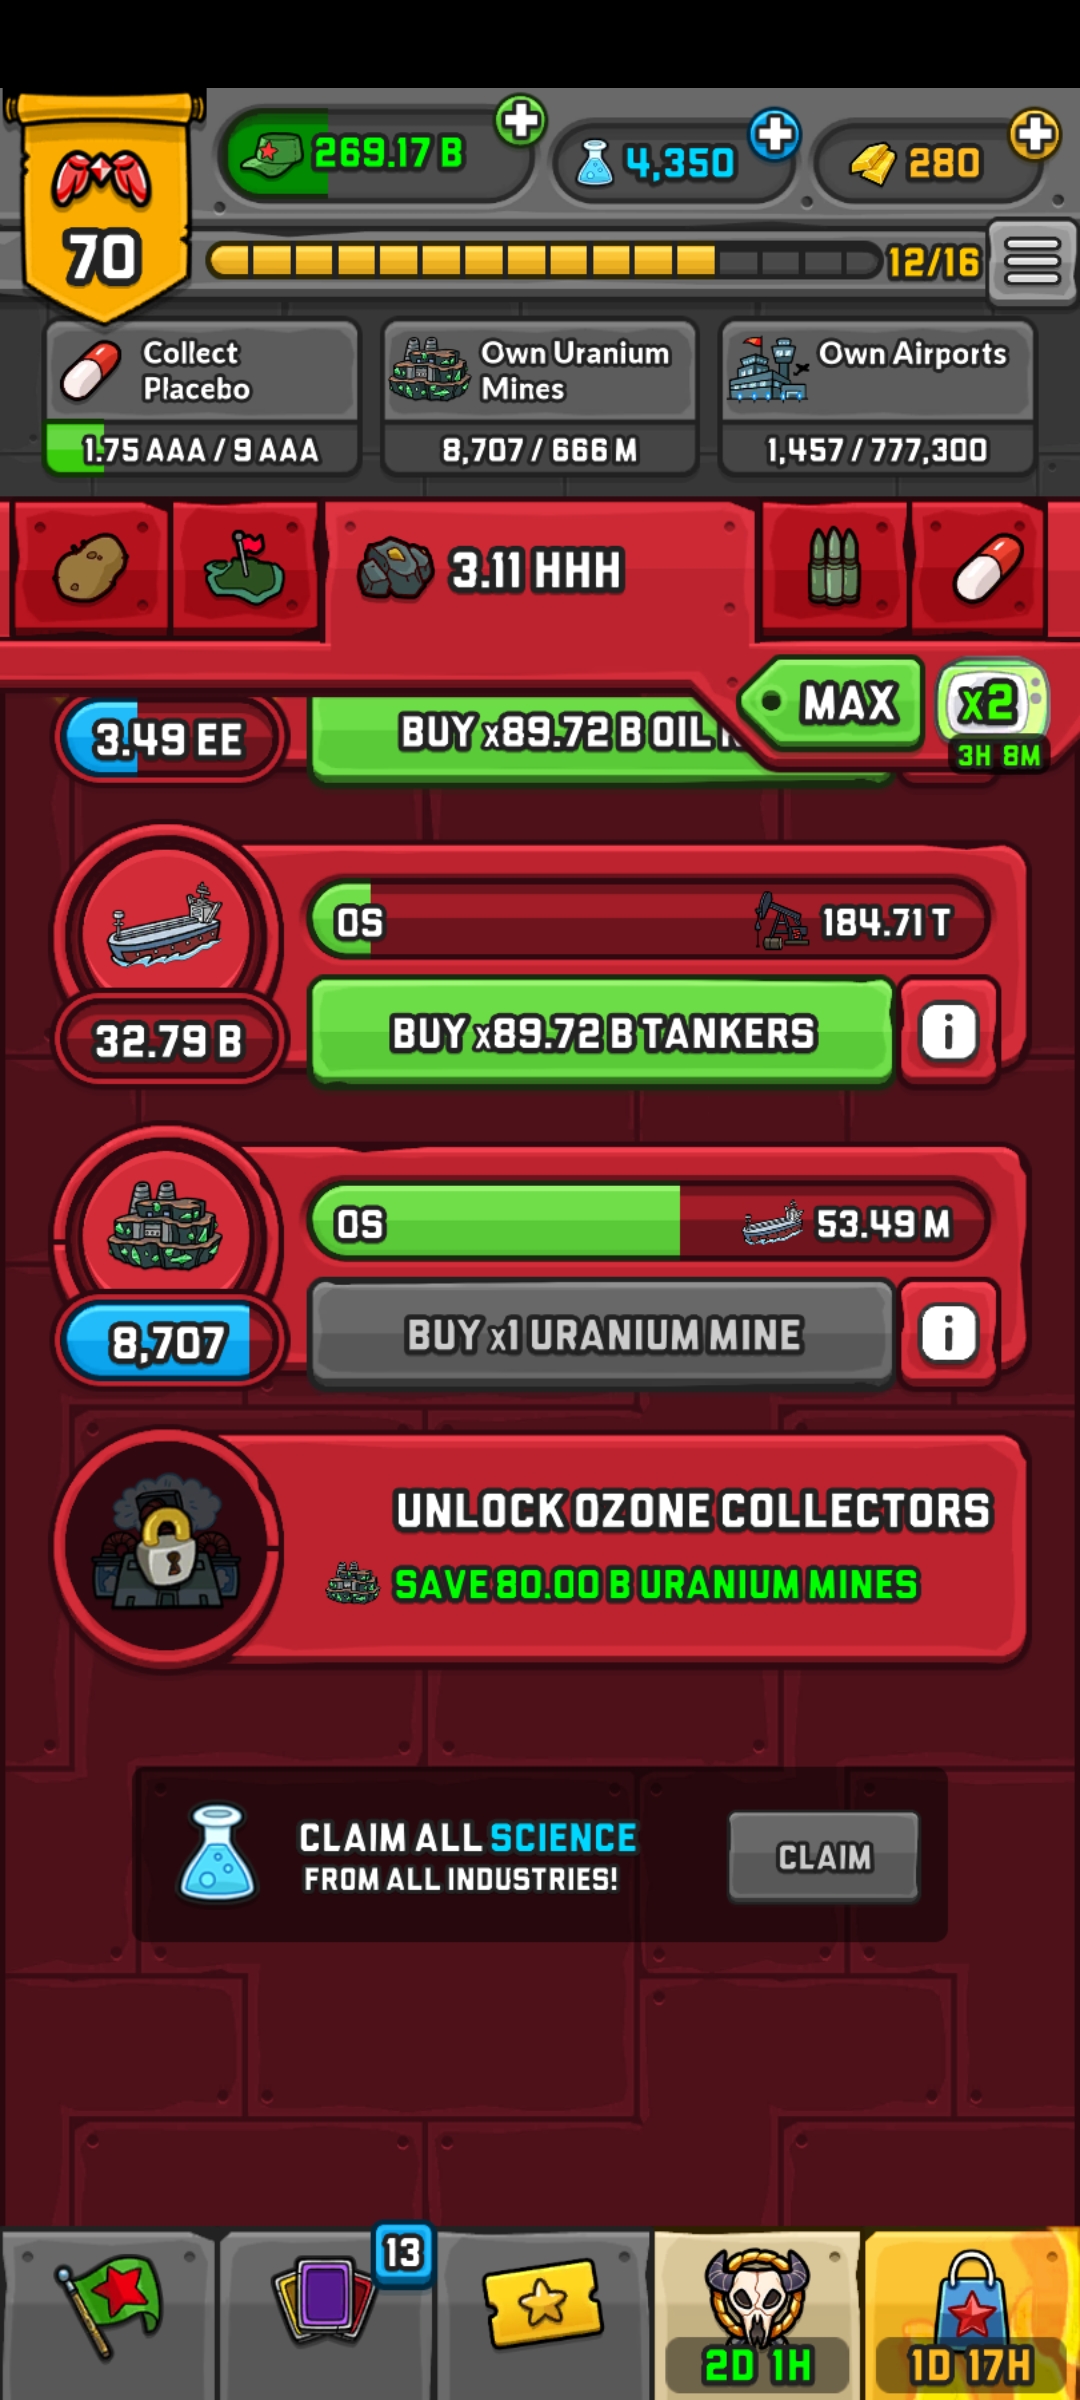 269.17 B
4,350
280
70
12/16
Collect
Placebo
Own Uranium
Mines
Own Airports
1.75 AAA / 9 AAA
8,707 / 666 M
1,457 / 777,300
3.11 HHH
MAX
x2
3H 8M
3.49 EE
BUY x89.72 B OIL
0S
184.71 T
32.79 B
BUY x89.72 B TANKERS
i
0S
53.49 M
8,707
BUY x1 URANIUM MINE
i
UNLOCK OZONE COLLECTORS
SAVE 80.00 B URANIUM MINES
CLAIM ALL SCIENCE
FROM ALL INDUSTRIES!
CLAIM
13
2D 1H
1D 17H